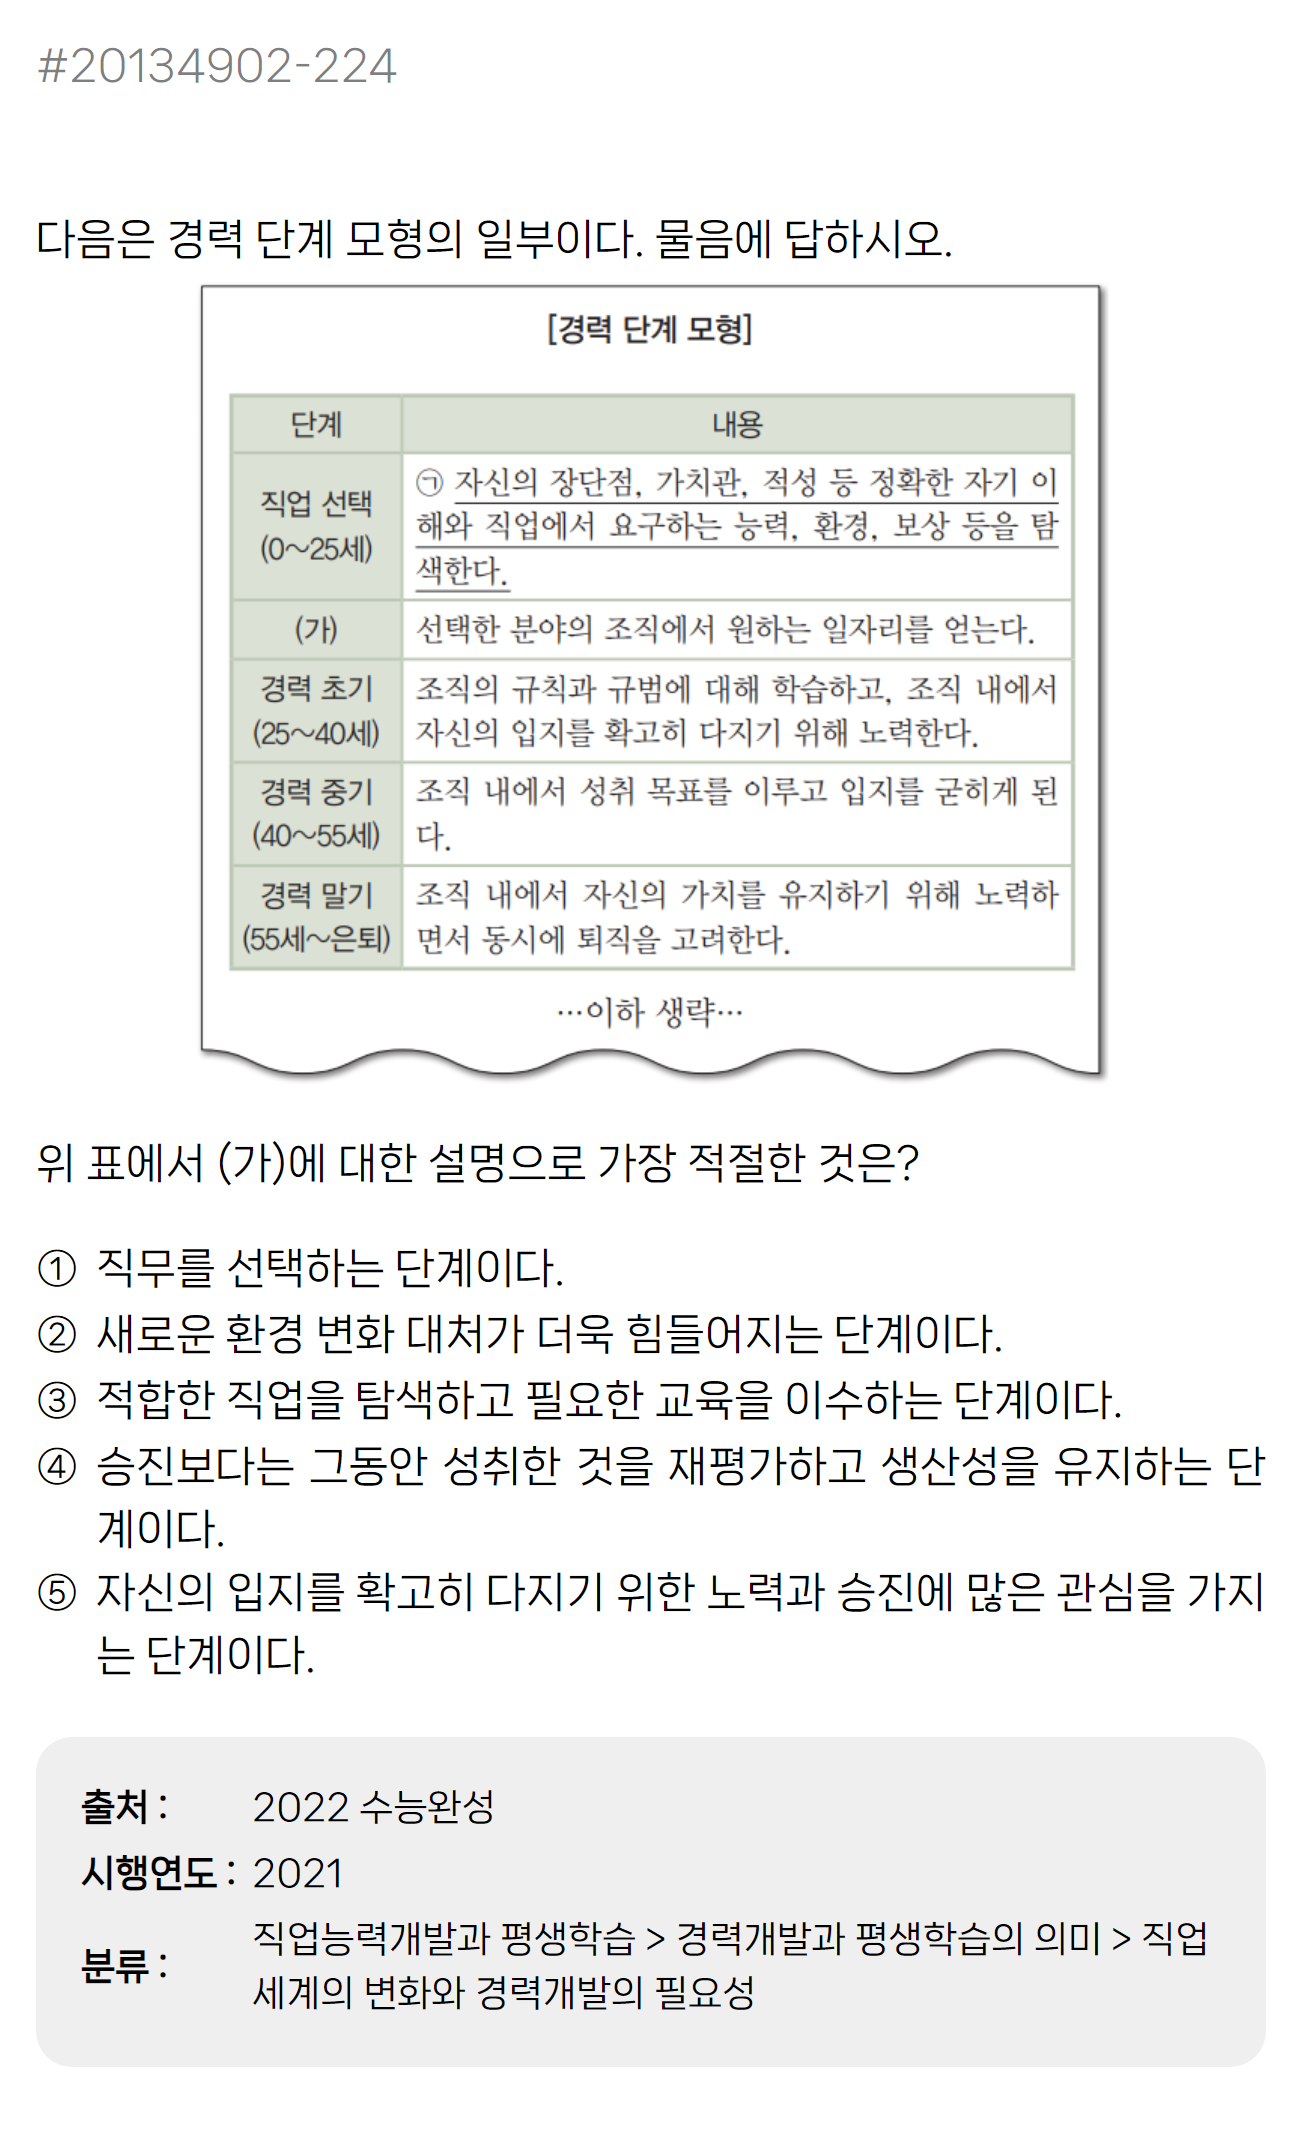 #20134902-224
다음은 경력 단계 모형의 일부이다. 물음에 답하시오.
[경력 단계 모형]
단계 내용
직업 선택
(0~25세)
㉠ 자신의 장단점, 가치관, 적성 등 정확한 자기 이
해와 직업에서 요구하는 능력, 환경, 보상 등을 탐
색한다.
(가) 선택한 분야의 조직에서 원하는 일자리를 얻는다.
경력 초기
(25~40세)
조직의 규칙과 규범에 대해 학습하고, 조직 내에서
자신의 입지를 확고히 다지기 위해 노력한다.
경력 중기
(40~55세)
조직 내에서 성취 목표를 이루고 입지를 굳히게 된
다.
경력 말기
(55세~은퇴)
조직 내에서 자신의 가치를 유지하기 위해 노력하
면서 동시에 퇴직을 고려한다.
…이하 생략…
위 표에서 (가)에 대한 설명으로 가장 적절한 것은?
① 직무를 선택하는 단계이다.
② 새로운 환경 변화 대처가 더욱 힘들어지는 단계이다.
③ 적합한 직업을 탐색하고 필요한 교육을 이수하는 단계이다.
④ 승진보다는 그동안 성취한 것을 재평가하고 생산성을 유지하는 단
계이다.
⑤ 자신의 입지를 확고히 다지기 위한 노력과 승진에 많은 관심을 가지
는 단계이다.
출처 : 2022 수능완성
시행연도 : 2021
분류 : 직업능력개발과 평생학습 > 경력개발과 평생학습의 의미 > 직업
세계의 변화와 경력개발의 필요성